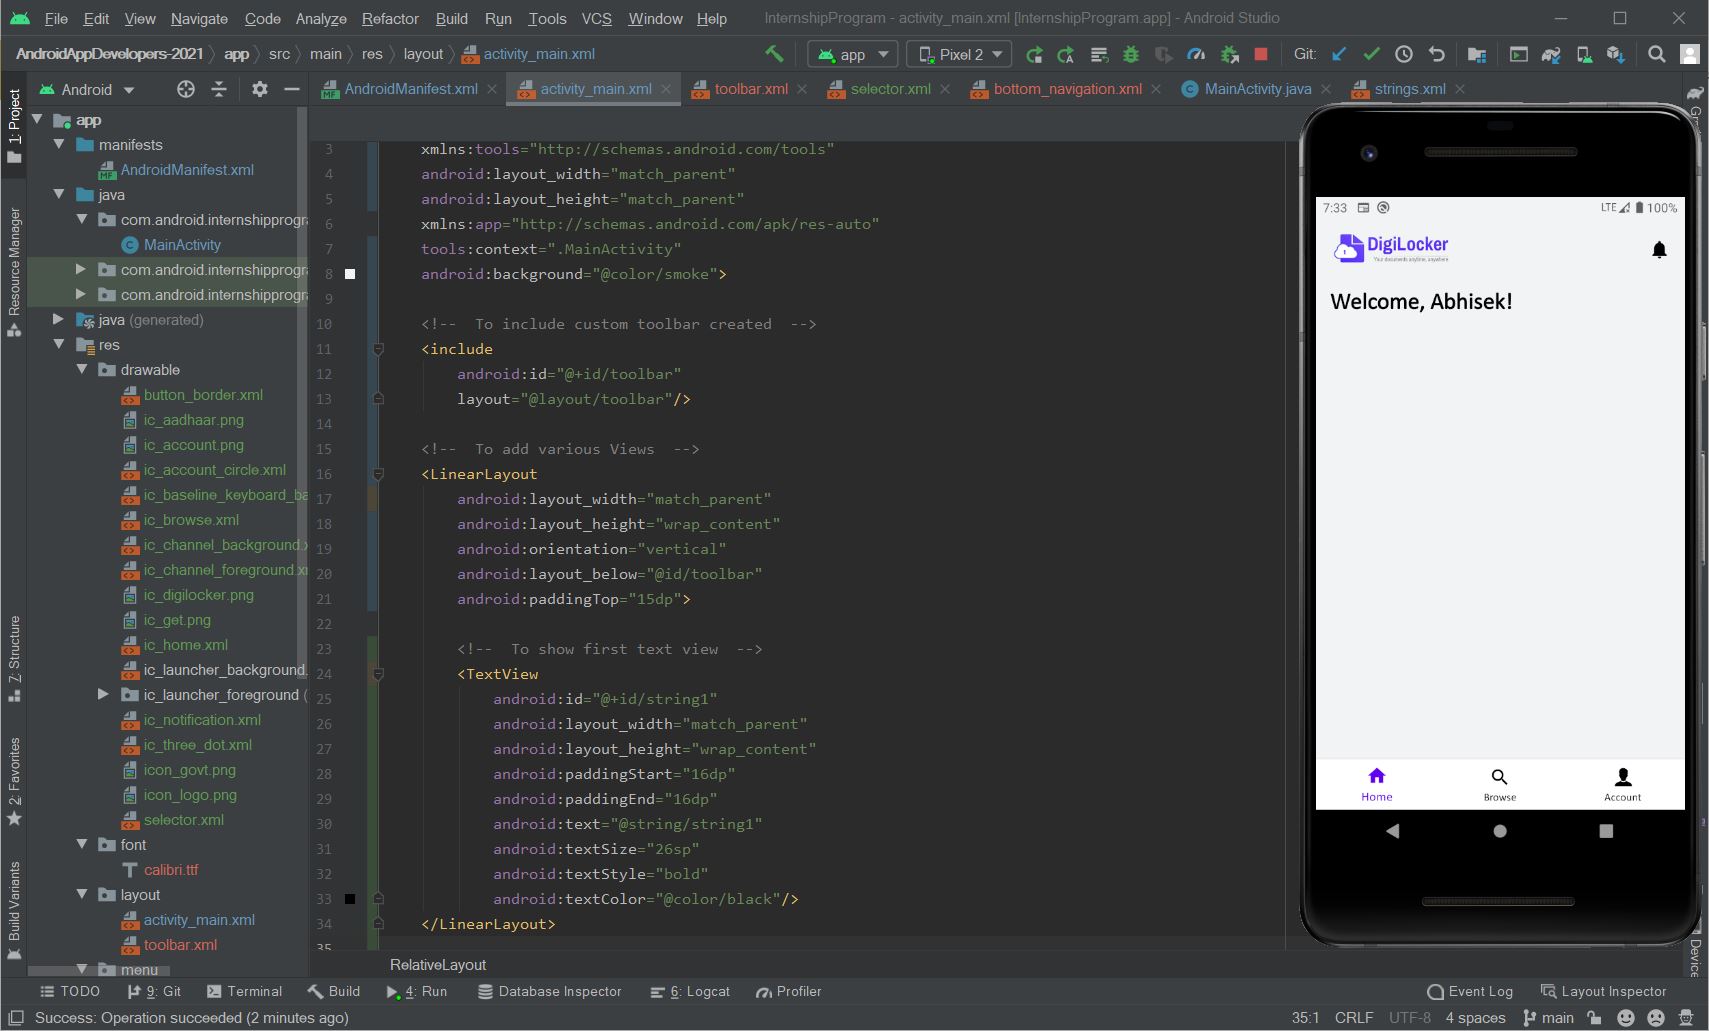 File Edit View Navigate Code Analyze Refactor Build Run Tools VCS Window Help InternshipProgram - activity_main.xml [InternshipProgram.app] - Android Studio
AndroidAppDevelopers-2021 app src main res layout activity_main.xml app Pixel 2 Git:
Android AndroidManifest.xml activity_main.xml toolbar.xml selector.xml bottom_navigation.xml MainActivity.java strings.xml
1: Project
Resource Manager
7: Structure
2: Favorites
Build Variants
app
manifests
AndroidManifest.xml
java
com.android.internshipprogra
MainActivity
com.android.internshipprogra
com.android.internshipprogra
java (generated)
res
drawable
button_border.xml
ic_aadhaar.png
ic_account.png
ic_account_circle.xml
ic_baseline_keyboard_ba
ic_browse.xml
ic_channel_background.x
ic_channel_foreground.xr
ic_digilocker.png
ic_get.png
ic_home.xml
ic_launcher_background.
ic_launcher_foreground (
ic_notification.xml
ic_three_dot.xml
icon_govt.png
icon_logo.png
selector.xml
font
calibri.ttf
layout
activity_main.xml
toolbar.xml
menu
3 xmlns:tools="http://schemas.android.com/tools"
4 android:layout_width="match_parent"
5 android:layout_height="match_parent"
6 xmlns:app="http://schemas.android.com/apk/res-auto"
7 tools:context=".MainActivity"
8 android:background="@color/smoke">
9
10 <!-- To include custom toolbar created -->
11 <include
12 android:id="@+id/toolbar"
13 layout="@layout/toolbar"/>
14
15 <!-- To add various Views -->
16 <LinearLayout
17 android:layout_width="match_parent"
18 android:layout_height="wrap_content"
19 android:orientation="vertical"
20 android:layout_below="@id/toolbar"
21 android:paddingTop="15dp">
22
23 <!-- To show first text view -->
24 <TextView
25 android:id="@+id/string1"
26 android:layout_width="match_parent"
27 android:layout_height="wrap_content"
28 android:paddingStart="16dp"
29 android:paddingEnd="16dp"
30 android:text="@string/string1"
31 android:textSize="26sp"
32 android:textStyle="bold"
33 android:textColor="@color/black"/>
34 </LinearLayout>
35
RelativeLayout
7:33 LTE 100%
DigiLocker
Your documents anytime, anywhere
Welcome, Abhisek!
Home Browse Account
Device
TODO 9: Git Terminal Build 4: Run Database Inspector 6: Logcat Profiler Event Log Layout Inspector
Success: Operation succeeded (2 minutes ago) 35:1 CRLF UTF-8 4 spaces main